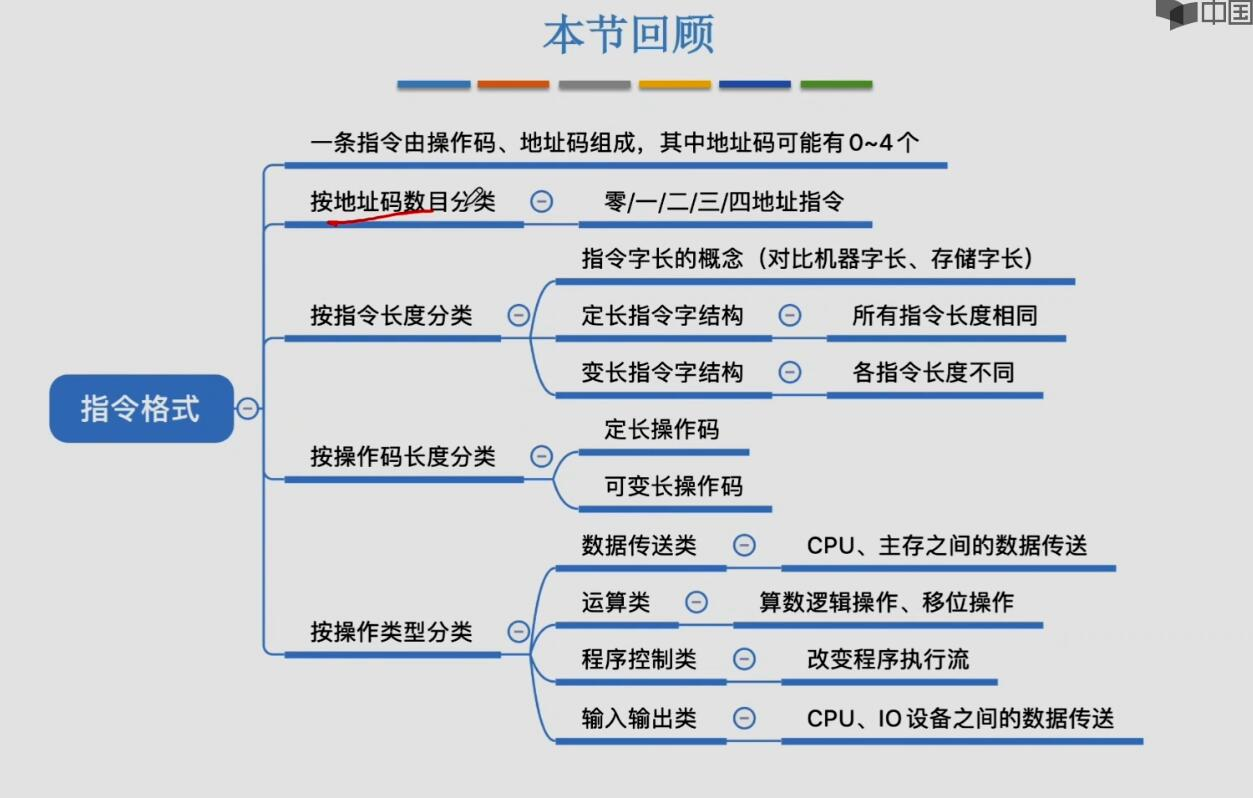 中国
本节回顾
一条指令由操作码、地址码组成，其中地址码可能有0~4个
按地址码数目分类
零/一/二/三/四地址指令
指令字长的概念（对比机器字长、存储字长）
按指令长度分类
定长指令字结构
所有指令长度相同
变长指令字结构
各指令长度不同
指令格式
定长操作码
按操作码长度分类
可变长操作码
数据传送类
CPU、主存之间的数据传送
运算类
算数逻辑操作、移位操作
按操作类型分类
程序控制类
改变程序执行流
输入输出类
CPU、IO设备之间的数据传送